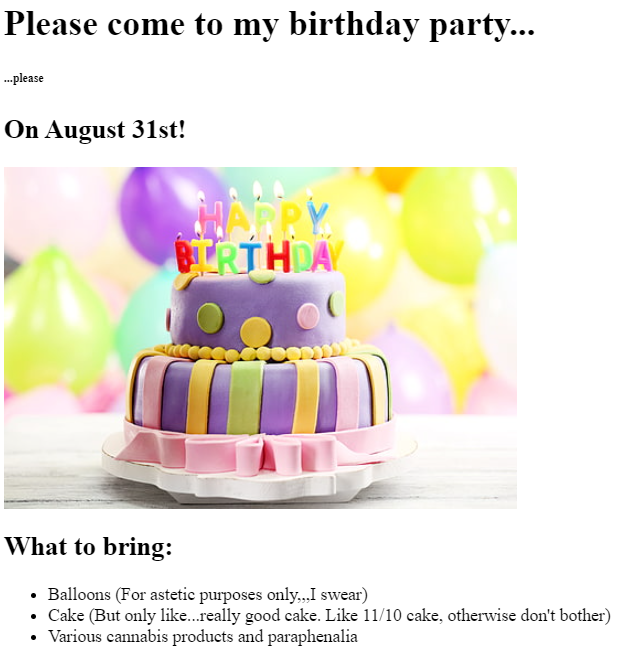 Please come to my birthday party...
...please
On August 31st!
HAPPY
BIRTHDAY
What to bring:
Balloons (For astetic purposes only,,,I swear)
Cake (But only like...really good cake. Like 11/10 cake, otherwise don't bother)
Various cannabis products and paraphenalia